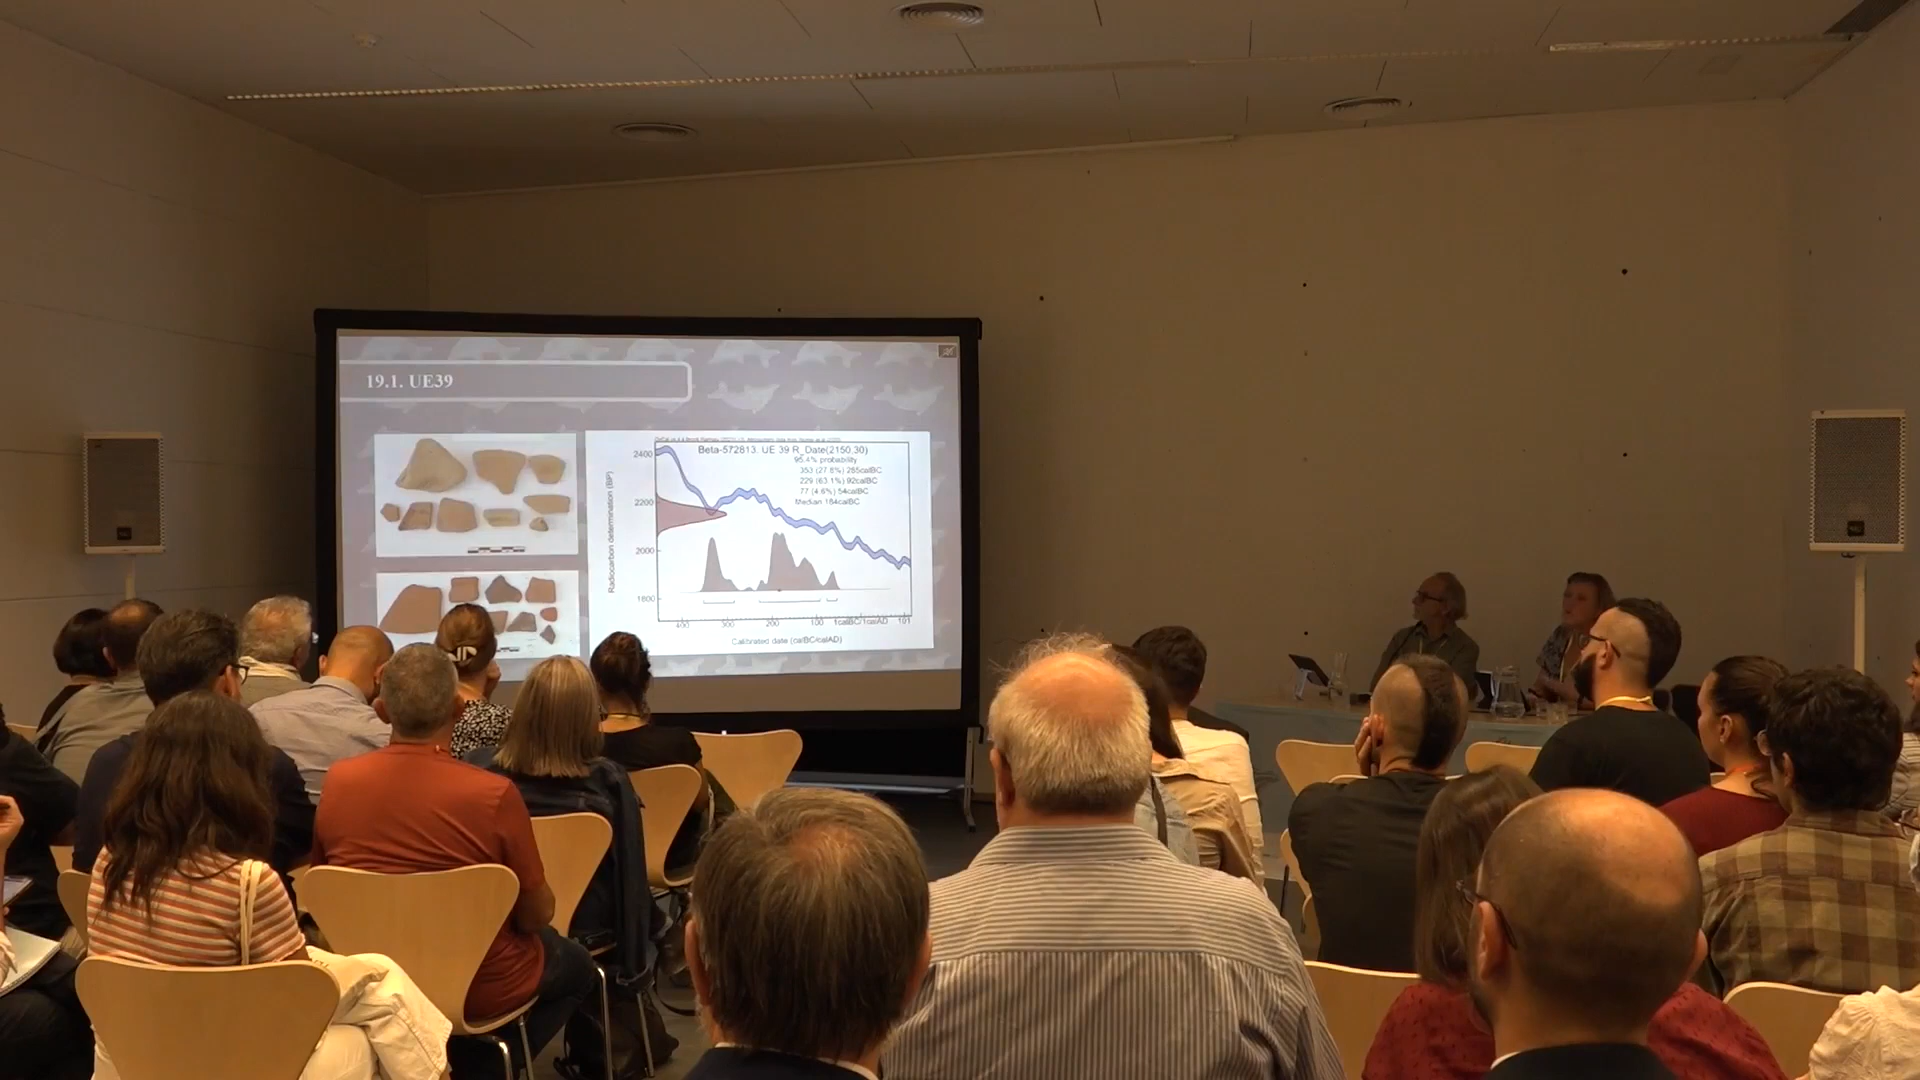 19.1. UE39
Beta-572813. UE 39 R_Date(2150.30)
95.4% probability
353 (27.8%) 285calBC
229 (63.1%) 92calBC
77 (4.6%) 54calBC
Median 184calBC
Radiocarbon determination (BP)
2400
2200
2000
1800
400 300 200 100 1calBC/1calAD 101
Calibrated date (calBC/calAD)